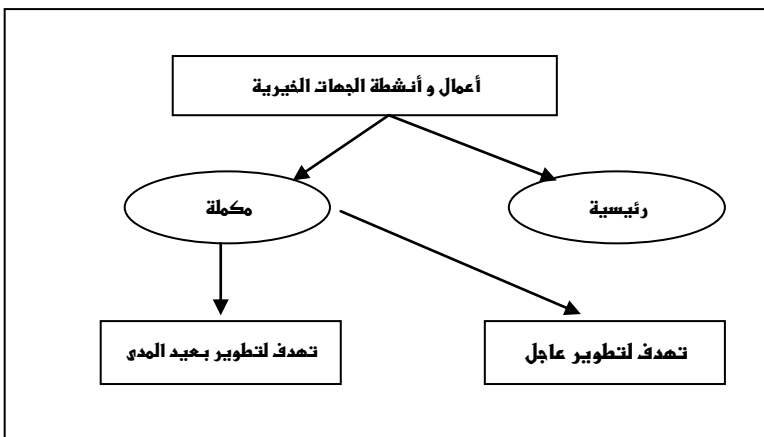 أعمال و أنشطة الجهات الخيرية
رئيسية
مكملة
تهدف لتطوير عاجل
تهدف لتطوير بعيد المدى